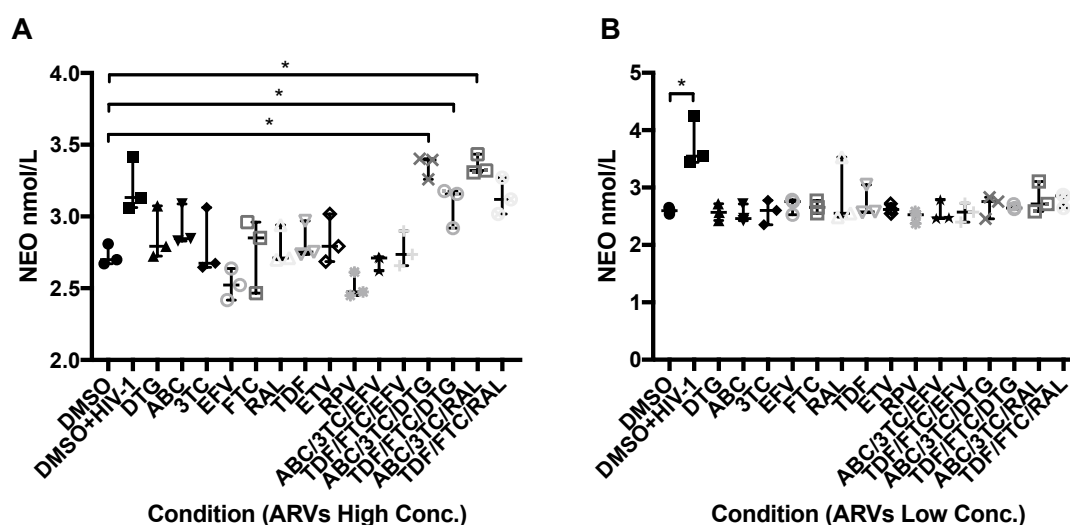 A
NEO nmol/L
4.0
3.5
3.0
2.5
2.0
*
*
*
DMSO
DMSO+HIV-1
DTG
ABC
3TC
EFV
FTC
RAL
TDF
ETV
RPV
ABC/3TC/EFV
TDF/FTC/EFV
ABC/3TC/DTG
TDF/FTC/DTG
ABC/3TC/RAL
TDF/FTC/RAL
Condition (ARVs High Conc.)
B
NEO nmol/L
5
4
3
2
1
0
*
DMSO
DMSO+HIV-1
DTG
ABC
3TC
EFV
FTC
RAL
TDF
ETV
RPV
ABC/3TC/EFV
TDF/FTC/EFV
ABC/3TC/DTG
TDF/FTC/DTG
ABC/3TC/RAL
TDF/FTC/RAL
Condition (ARVs Low Conc.)